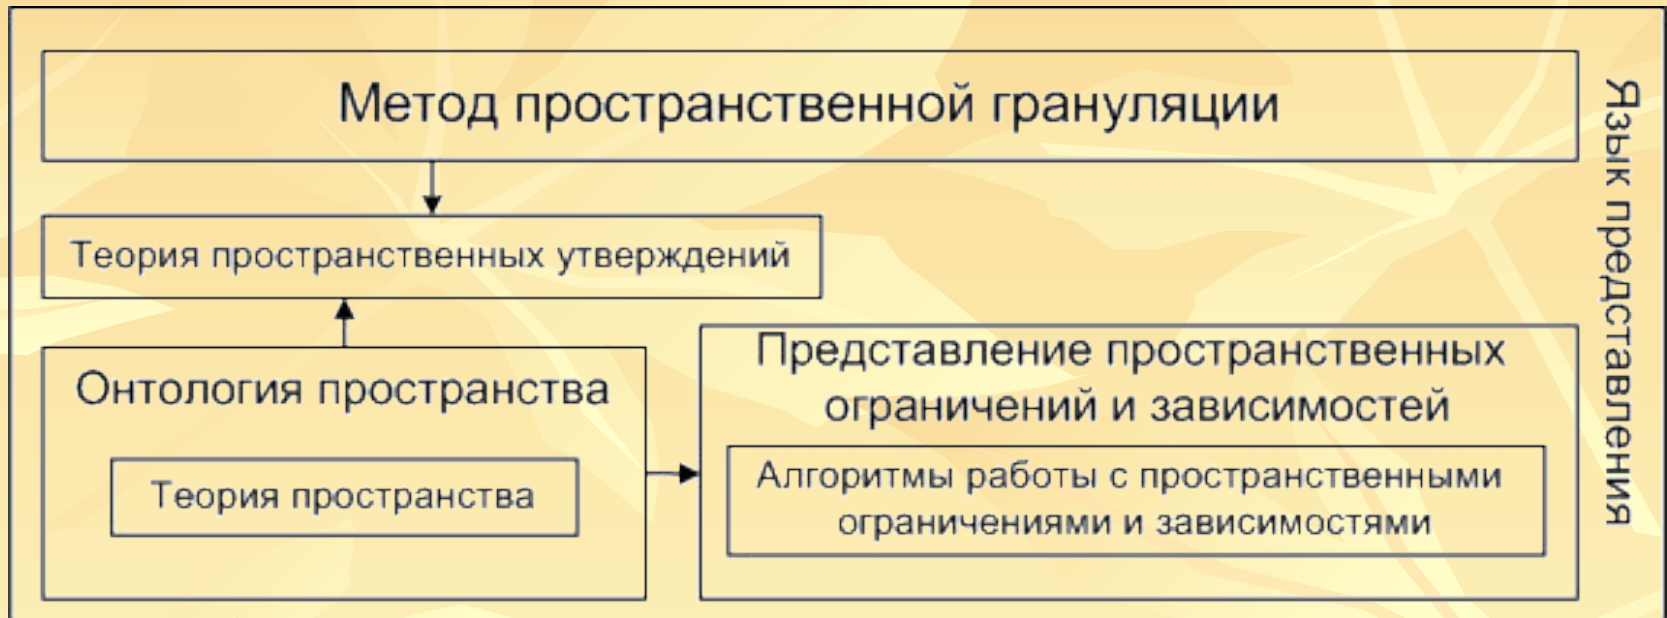 Метод пространственной грануляции
Теория пространственных утверждений
Онтология пространства
Теория пространства
Представление пространственных
ограничений и зависимостей
Алгоритмы работы с пространственными
ограничениями и зависимостями
Язык представления